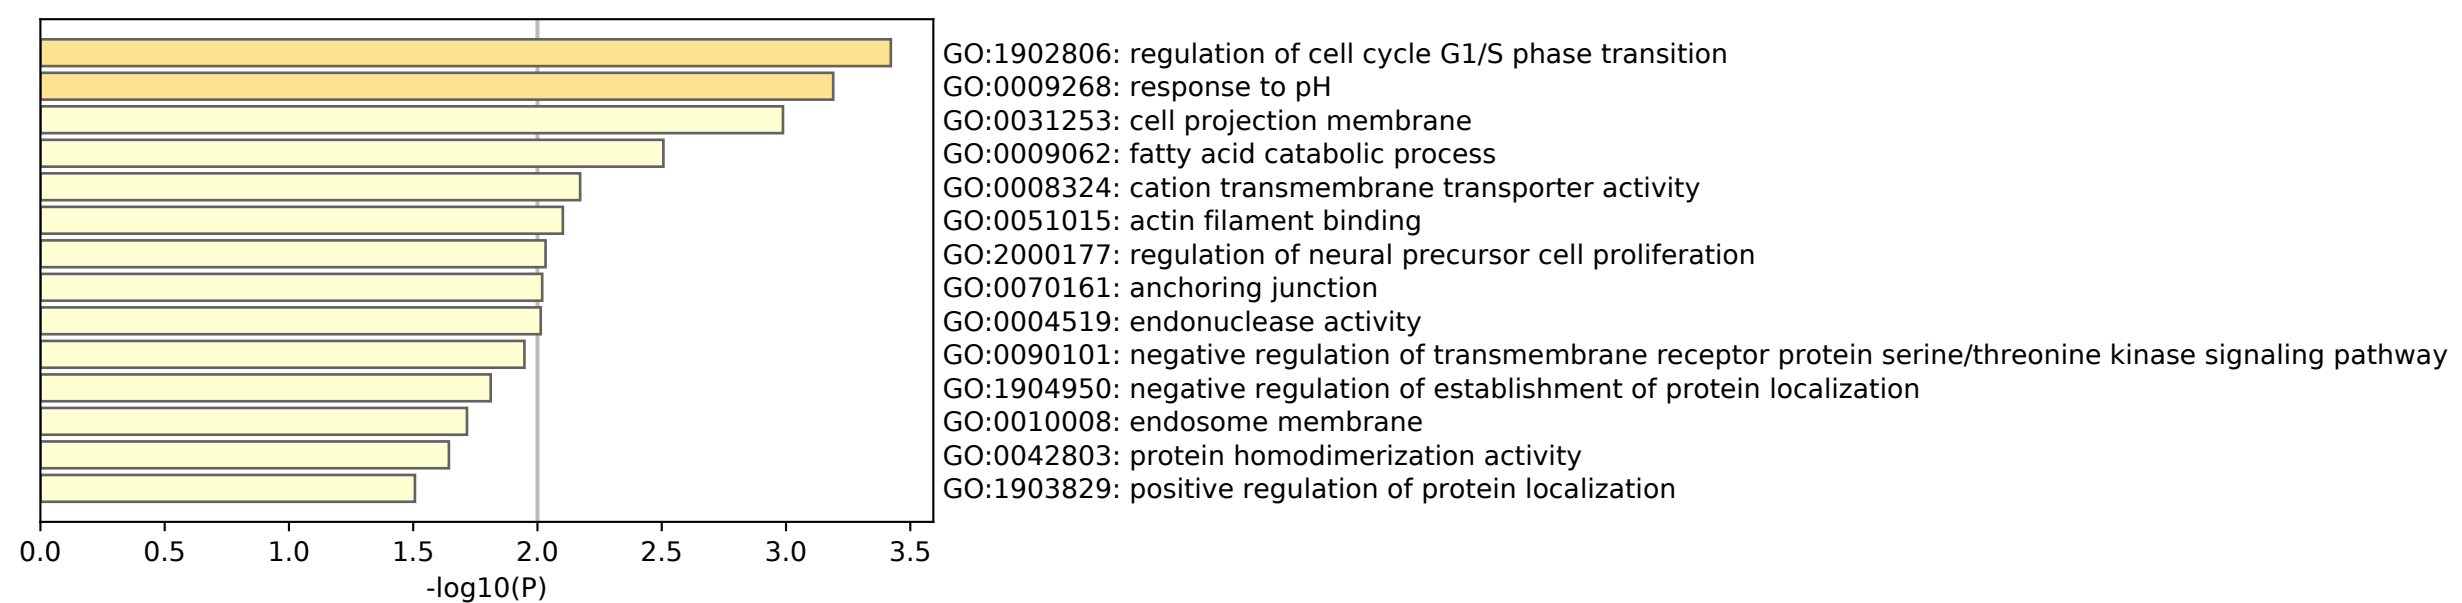 GO:1902806: regulation of cell cycle G1/S phase transition
GO:0009268: response to pH
GO:0031253: cell projection membrane
GO:0009062: fatty acid catabolic process
GO:0008324: cation transmembrane transporter activity
GO:0051015: actin filament binding
GO:2000177: regulation of neural precursor cell proliferation
GO:0070161: anchoring junction
GO:0004519: endonuclease activity
GO:0090101: negative regulation of transmembrane receptor protein serine/threonine kinase signaling pathway
GO:1904950: negative regulation of establishment of protein localization
GO:0010008: endosome membrane
GO:0042803: protein homodimerization activity
GO:1903829: positive regulation of protein localization
0.0 0.5 1.0 1.5 2.0 2.5 3.0 3.5
-log10(P)